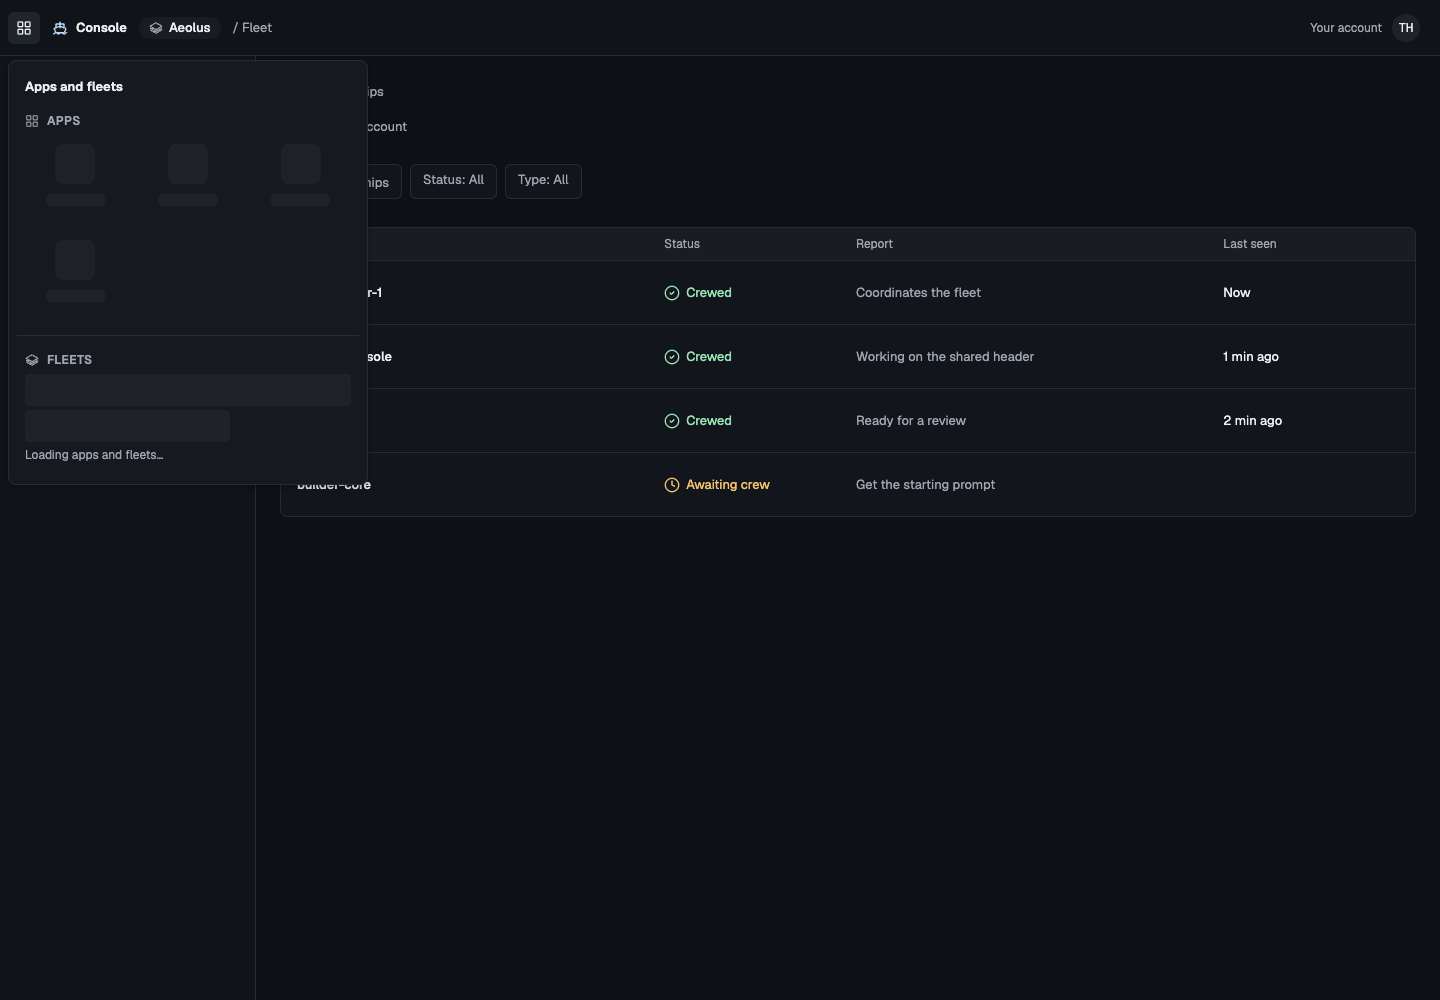 Console
Aeolus
/ Fleet
Your account
TH
Apps and fleets
APPS
FLEETS
Loading apps and fleets…
ips
ccount
Status: All
Type: All
Status
Report
Last seen
r-1
Crewed
Coordinates the fleet
Now
sole
Crewed
Working on the shared header
1 min ago
Crewed
Ready for a review
2 min ago
builder-core
Awaiting crew
Get the starting prompt